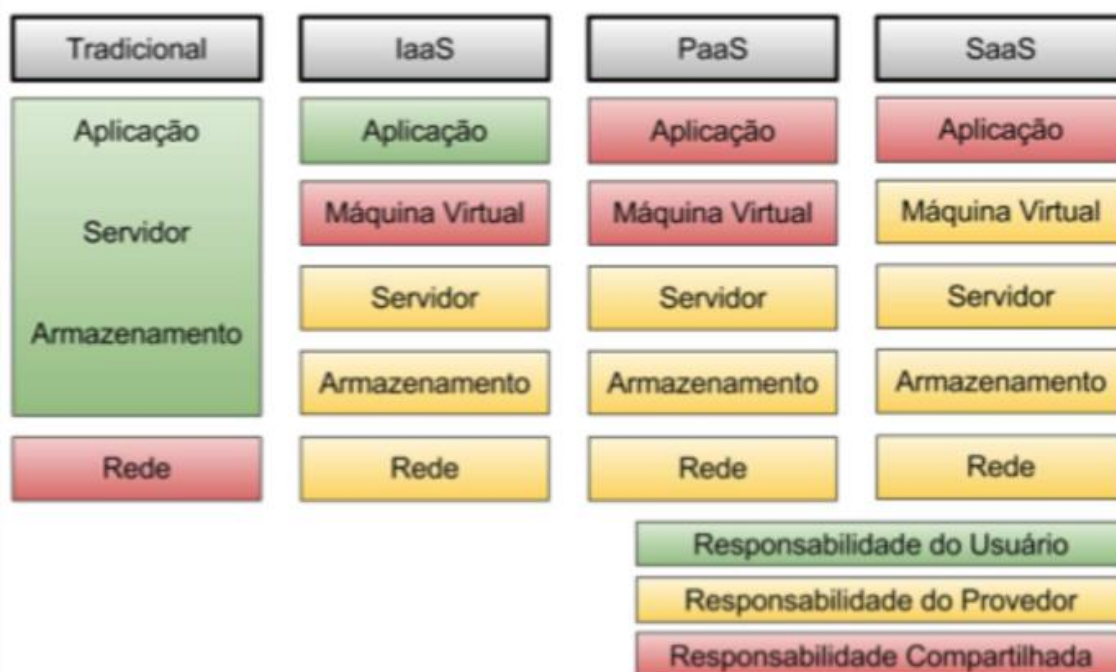 Tradicional
IaaS
PaaS
SaaS
Aplicação
Aplicação
Aplicação
Aplicação
Máquina Virtual
Máquina Virtual
Máquina Virtual
Servidor
Servidor
Servidor
Servidor
Armazenamento
Armazenamento
Armazenamento
Armazenamento
Rede
Rede
Rede
Rede
Responsabilidade do Usuário
Responsabilidade do Provedor
Responsabilidade Compartilhada